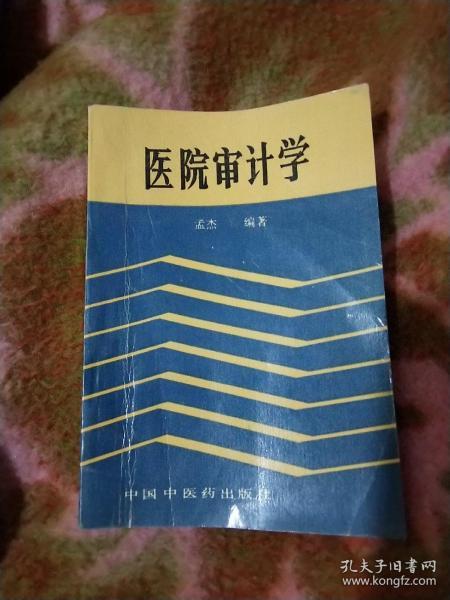 医院审计学
孟杰 编著
中国中医药出版社
孔夫子旧书网
www.kongfz.com